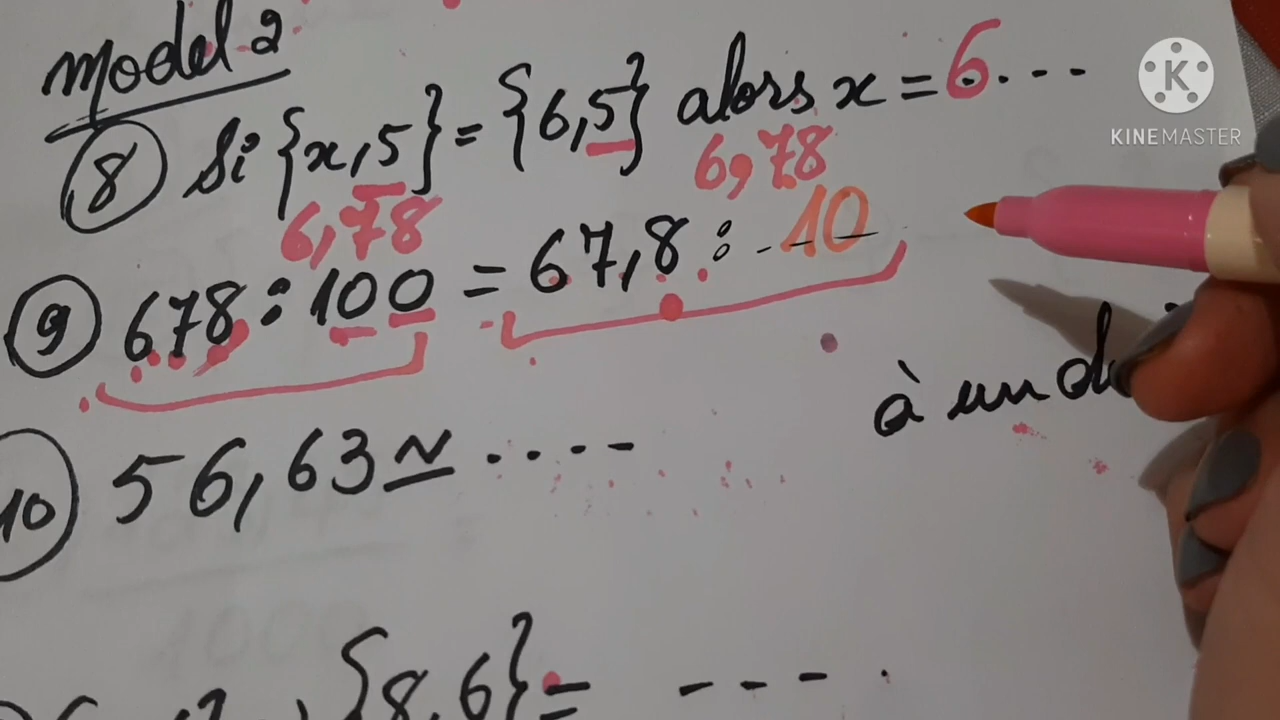 model 2
8 Si {x,5} = {6,5} alors x = 6...
6,78 6,78
9 678 : 100 = 67,8 : 10
à un d
10 56,63 ≃ ....
{8,6} = ---.
K
KINEMASTER